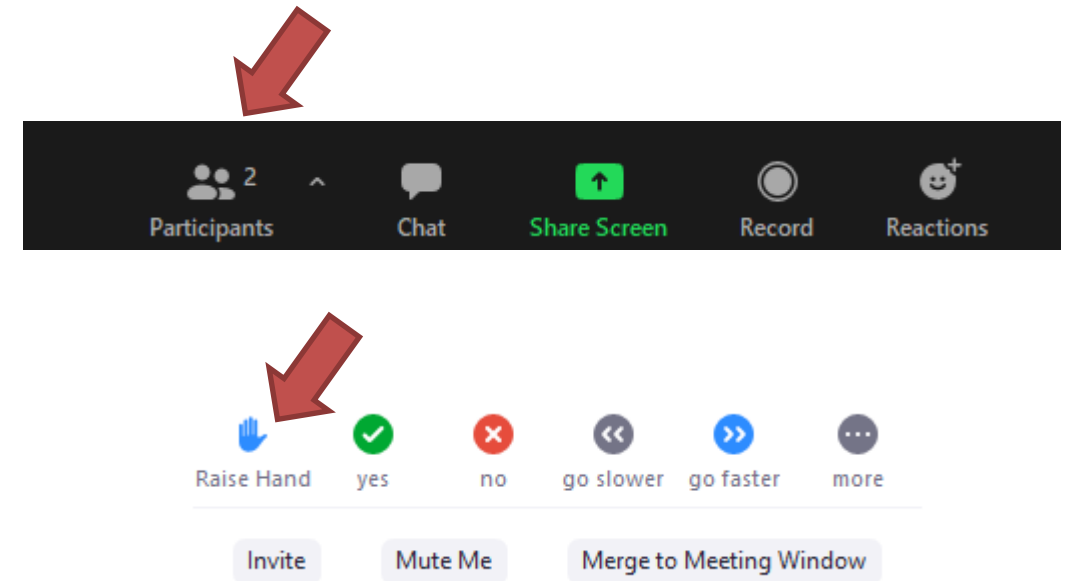 2
Participants Chat Share Screen Record Reactions
Raise Hand yes no go slower go faster more
Invite Mute Me Merge to Meeting Window